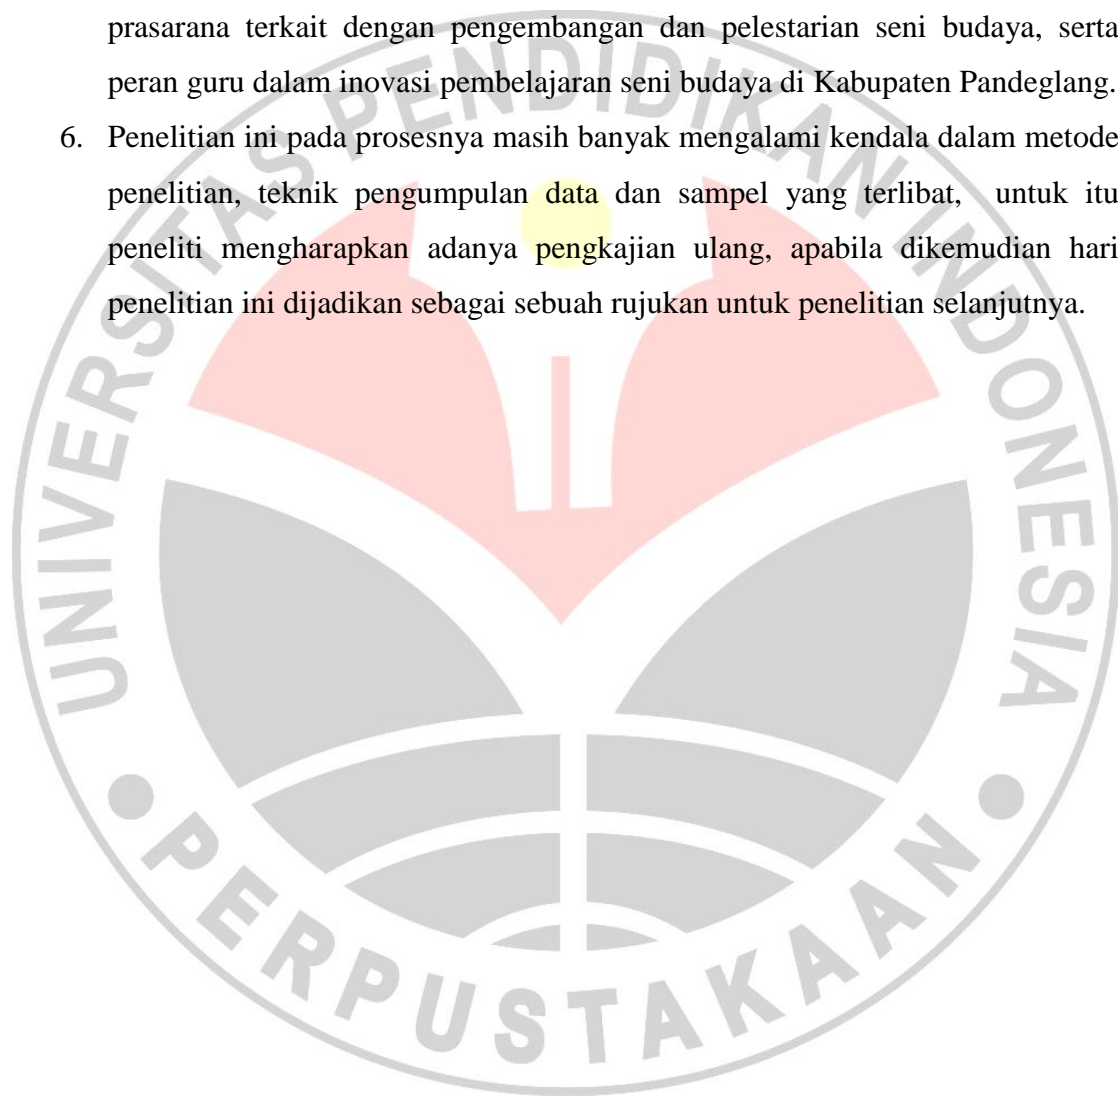 prasarana terkait dengan pengembangan dan pelestarian seni budaya, serta
peran guru dalam inovasi pembelajaran seni budaya di Kabupaten Pandeglang.
6. Penelitian ini pada prosesnya masih banyak mengalami kendala dalam metode
penelitian, teknik pengumpulan data dan sampel yang terlibat, untuk itu
peneliti mengharapkan adanya pengkajian ulang, apabila dikemudian hari
penelitian ini dijadikan sebagai sebuah rujukan untuk penelitian selanjutnya.
UNIVERSITAS PENDIDIKAN INDONESIA
PERPUSTAKAAN